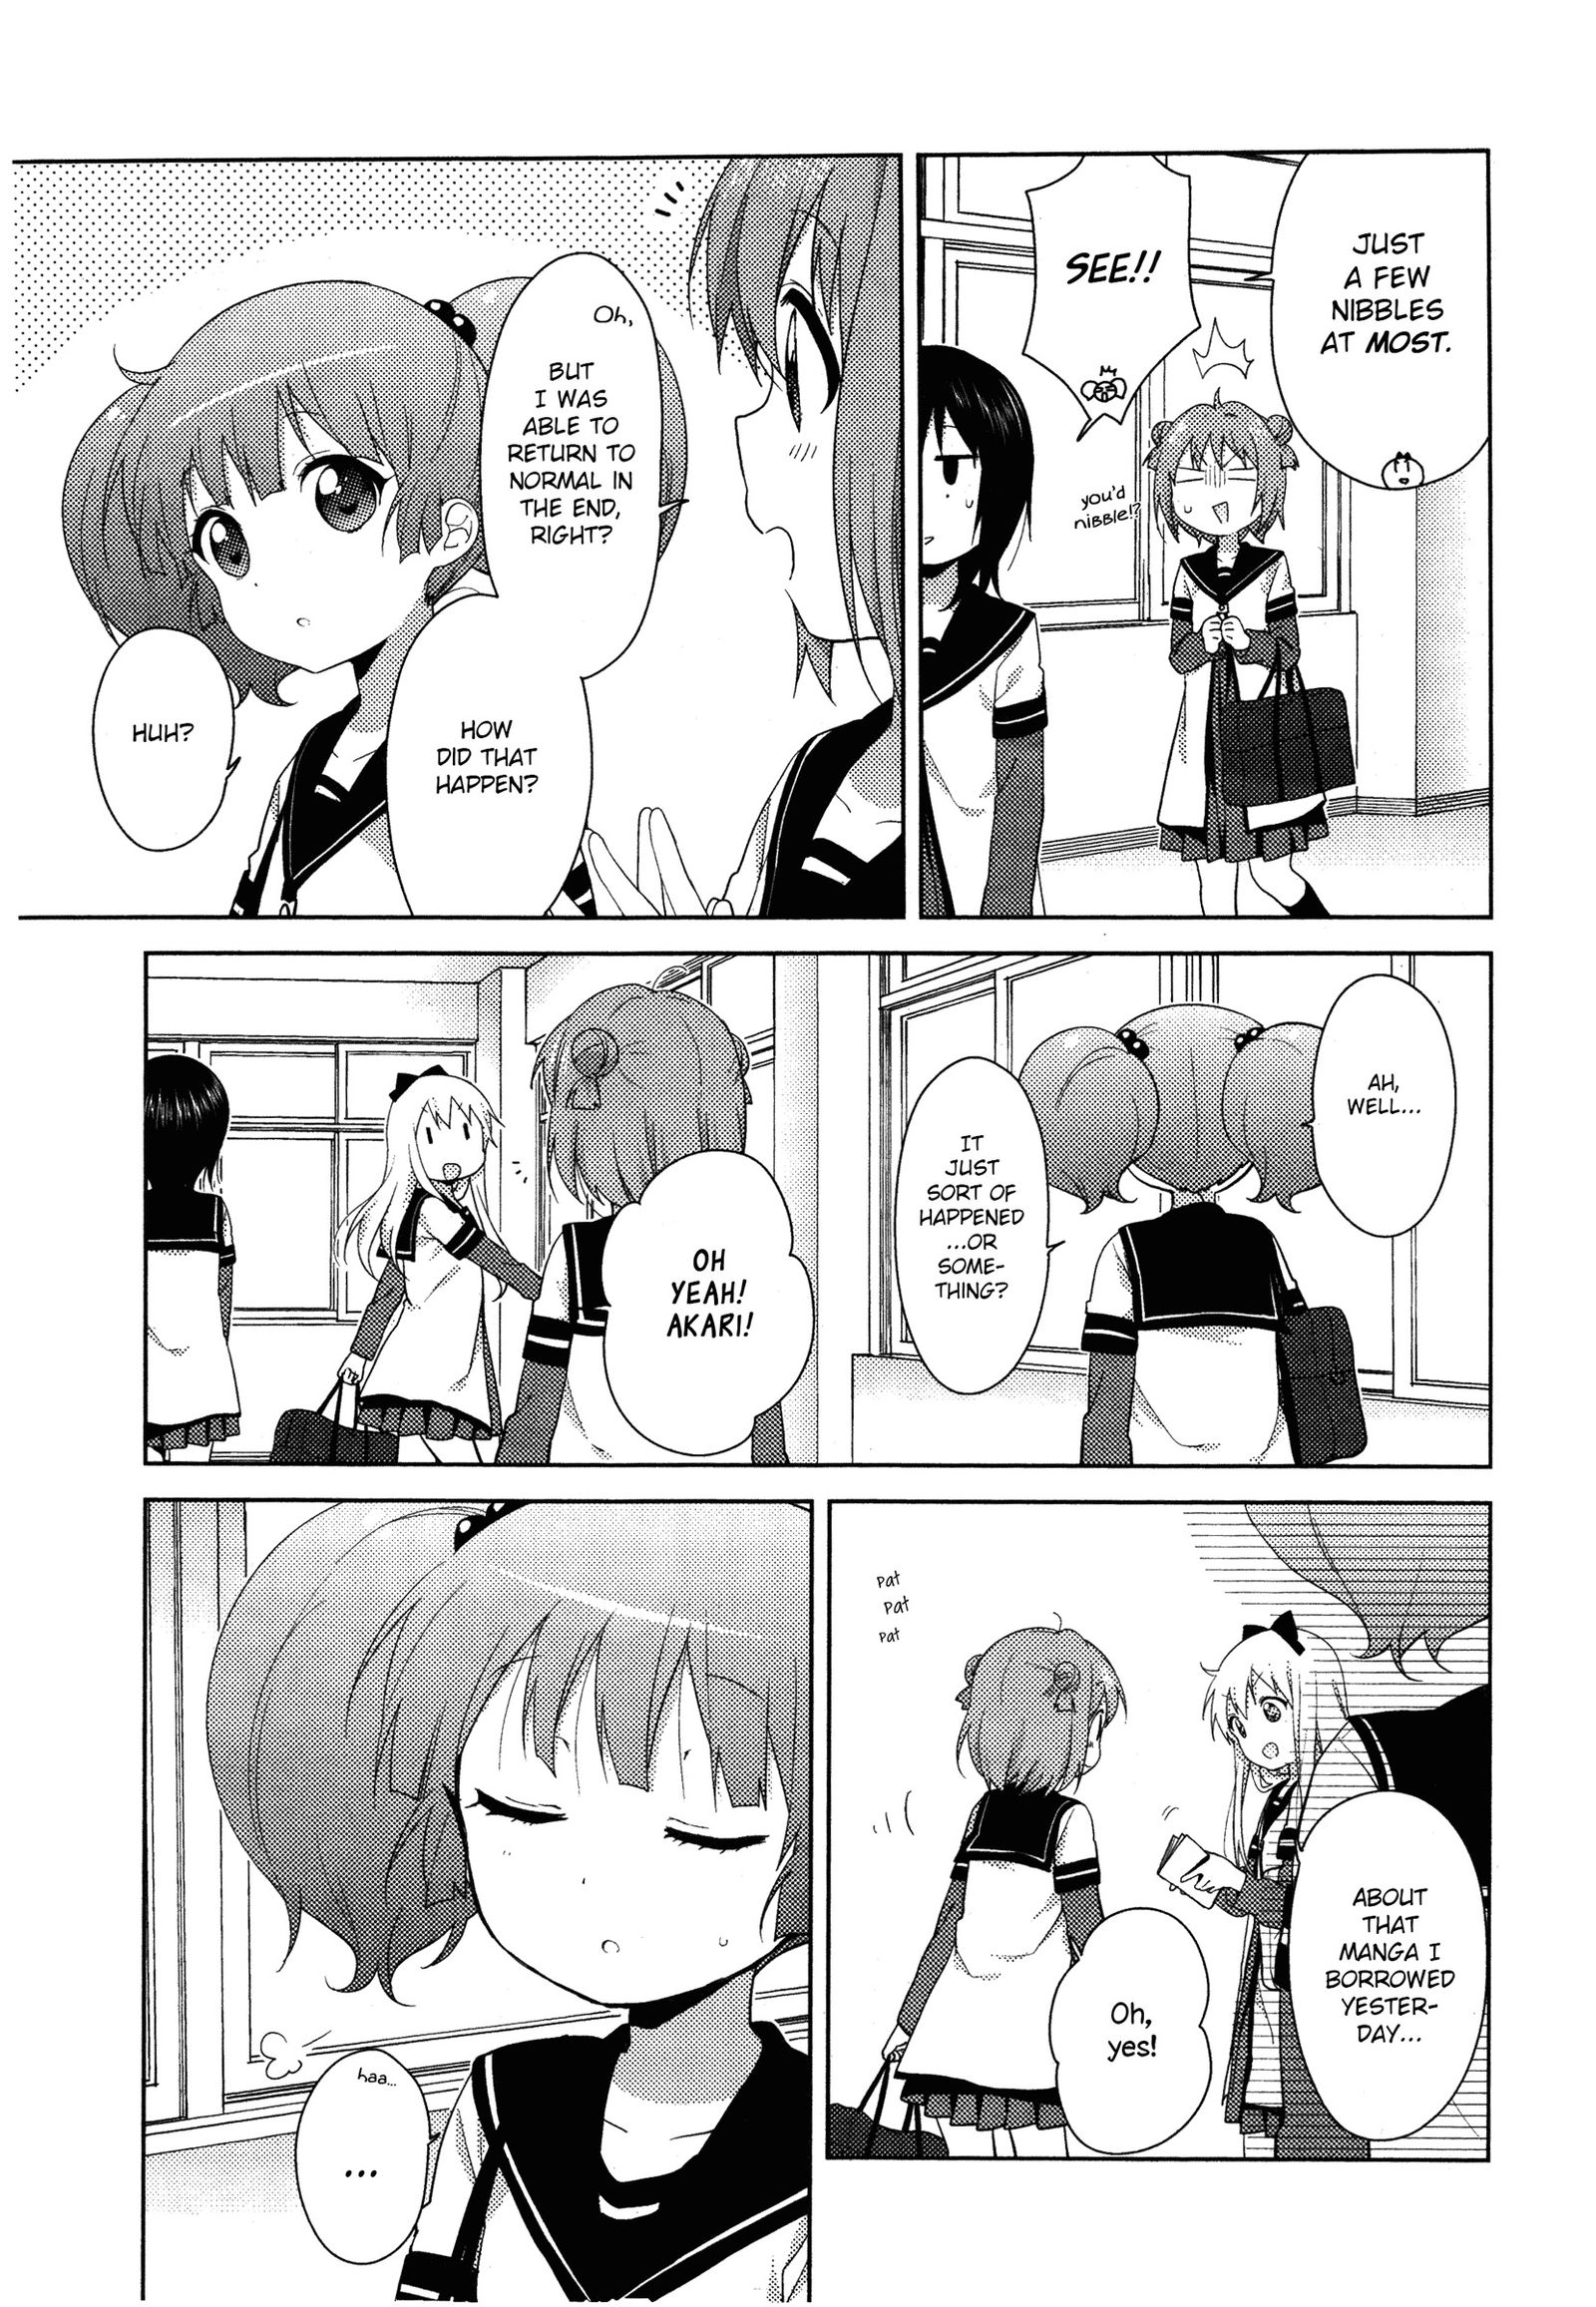 JUST
A FEW
NIBBLES
AT MOST.
SEE!!
you'd
nibble!?
Oh,
BUT
I WAS
ABLE TO
RETURN TO
NORMAL IN
THE END,
RIGHT?
HOW
DID THAT
HAPPEN?
HUH?
AH,
WELL...
IT
JUST
SORT OF
HAPPENED
...OR
SOME-
THING?
OH
YEAH!
AKARI!
ABOUT
THAT
MANGA I
BORROWED
YESTER-
DAY...
Oh,
yes!
Pat
Pat
Pat
haa...
...